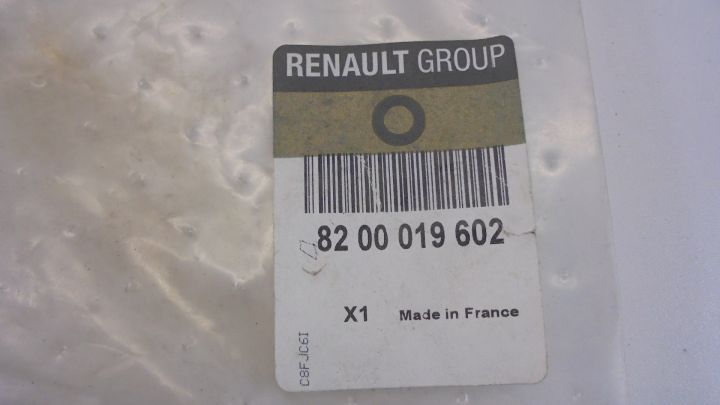 RENAULT GROUP
82 00 019 602
X1 Made in France
C8FJC6I